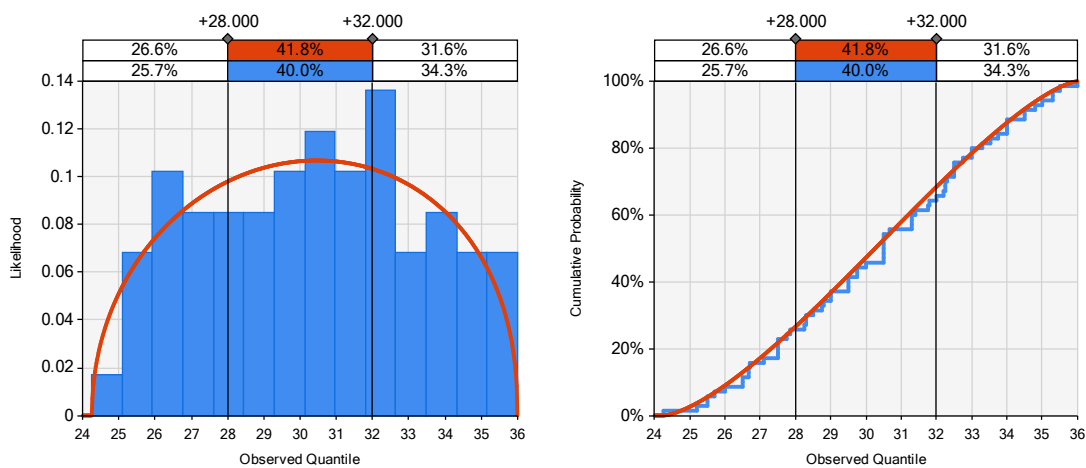 +28.000 +32.000
26.6% 41.8% 31.6%
25.7% 40.0% 34.3%
0.14
0.12
0.1
0.08
0.06
0.04
0.02
0
Likelihood
24 25 26 27 28 29 30 31 32 33 34 35 36
Observed Quantile
+28.000 +32.000
26.6% 41.8% 31.6%
25.7% 40.0% 34.3%
100%
80%
60%
40%
20%
0%
Cumulative Probability
24 25 26 27 28 29 30 31 32 33 34 35 36
Observed Quantile